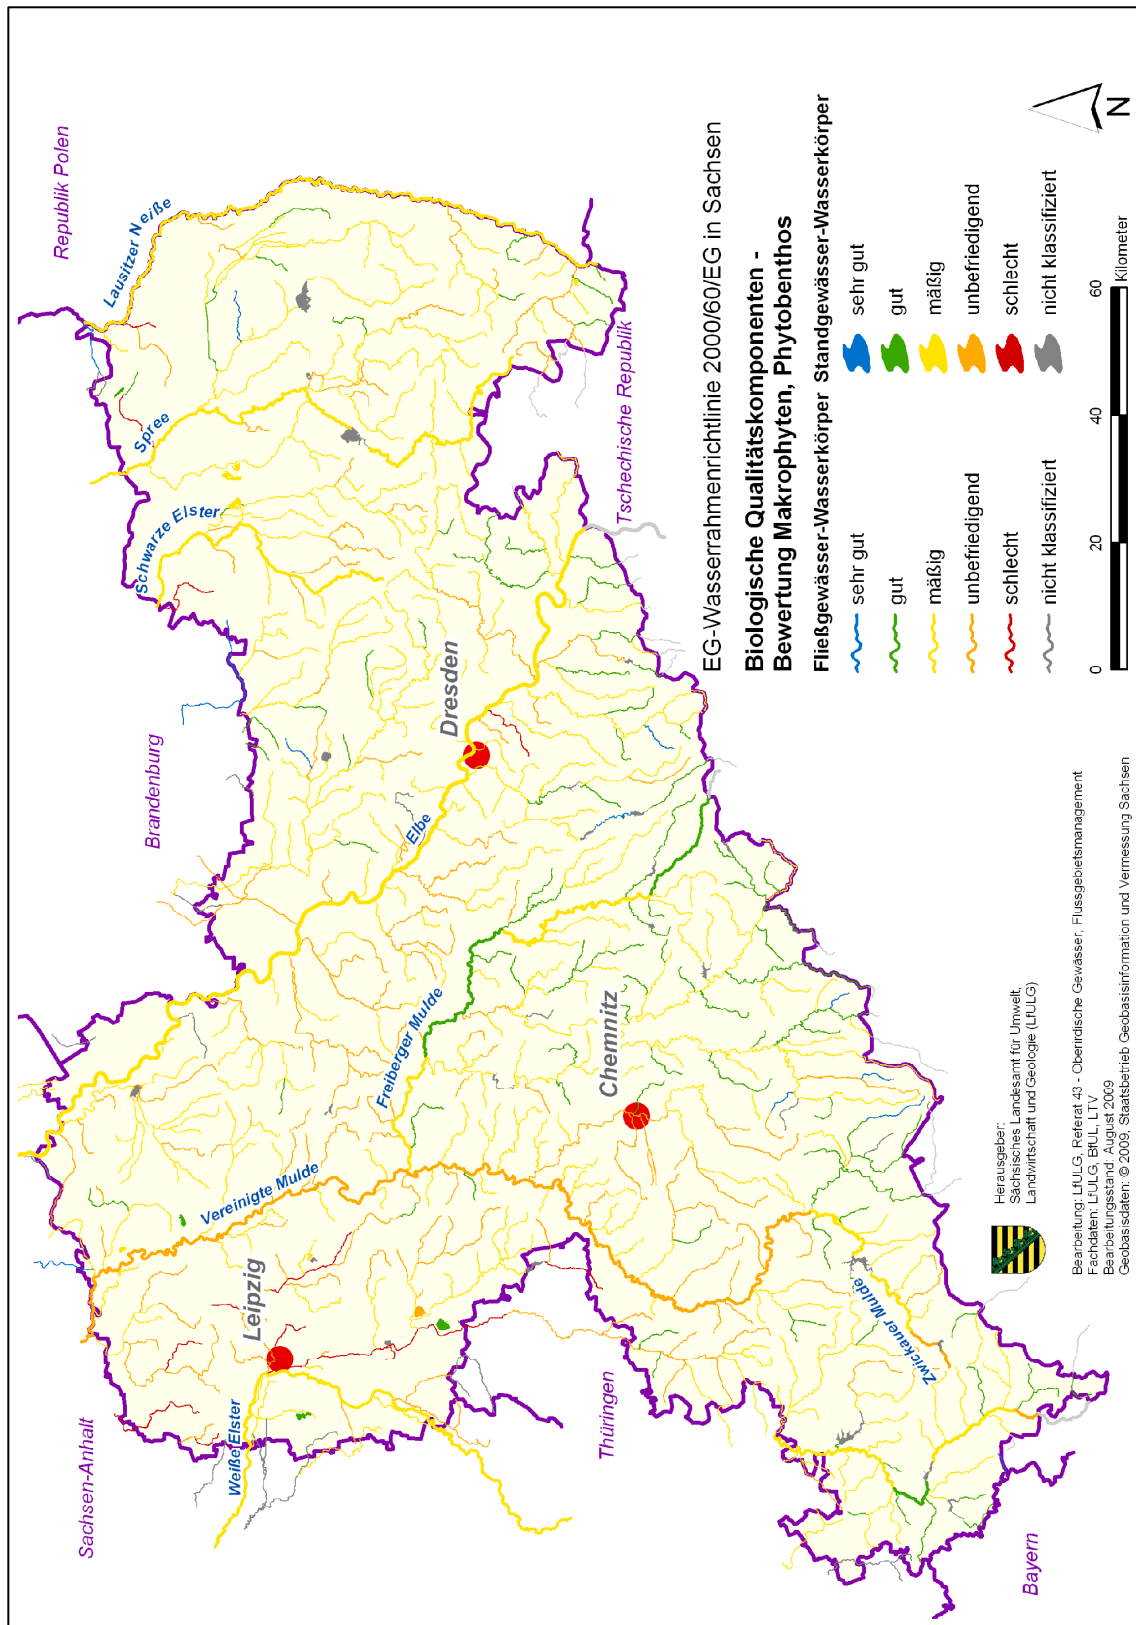 Republik Polen
Lausitzer Neiße
Spree
Schwarze Elster
Brandenburg
Sachsen-Anhalt
Tschechische Republik
Dresden
Elbe
Freiberger Mulde
Chemnitz
Vereinigte Mulde
Leipzig
Weiße Elster
Zwickauer Mulde
Thüringen
Bayern
EG-Wasserrahmenrichtlinie 2000/60/EG in Sachsen
Biologische Qualitätskomponenten -
Bewertung Makrophyten, Phytobenthos
Fließgewässer-Wasserkörper Standgewässer-Wasserkörper
sehr gut sehr gut
gut gut
mäßig mäßig
unbefriedigend unbefriedigend
schlecht schlecht
nicht klassifiziert nicht klassifiziert
0 20 40 60
Kilometer
N
Herausgeber:
Sächsisches Landesamt für Umwelt,
Landwirtschaft und Geologie (LfULG)
Bearbeitung: LfULG, Referat 43 - Oberirdische Gewässer, Flussgebietsmanagement
Fachdaten: LfULG, BfUL, LTV
Bearbeitungsstand: August 2009
Geobasisdaten: © 2009, Staatsbetrieb Geobasisinformation und Vermessung Sachsen